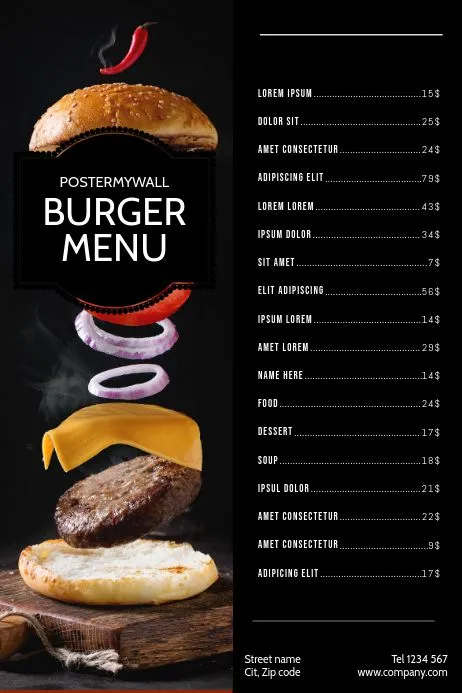 POSTERMYWALL
BURGER
MENU
LOREM IPSUM 15$
DOLOR SIT 25$
AMET CONSECTETUR 24$
ADIPISCING ELIT 79$
LOREM LOREM 43$
IPSUM DOLOR 34$
SIT AMET 7$
ELIT ADIPISCING 56$
IPSUM LOREM 14$
AMET LOREM 29$
NAME HERE 14$
FOOD 24$
DESSERT 17$
SOUP 18$
IPSUL DOLOR 21$
AMET CONSECTETUR 22$
AMET CONSECTETUR 9$
ADIPICING ELIT 17$
Street name
Cit, Zip code
Tel 1234 567
www.company.com